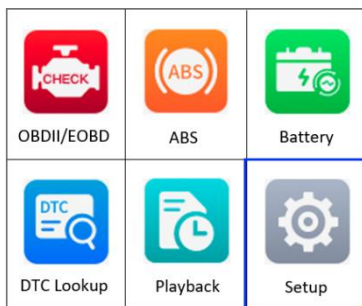 CHECK
ABS
OBDII/EOBD
ABS
Battery
DTC
DTC Lookup
Playback
Setup